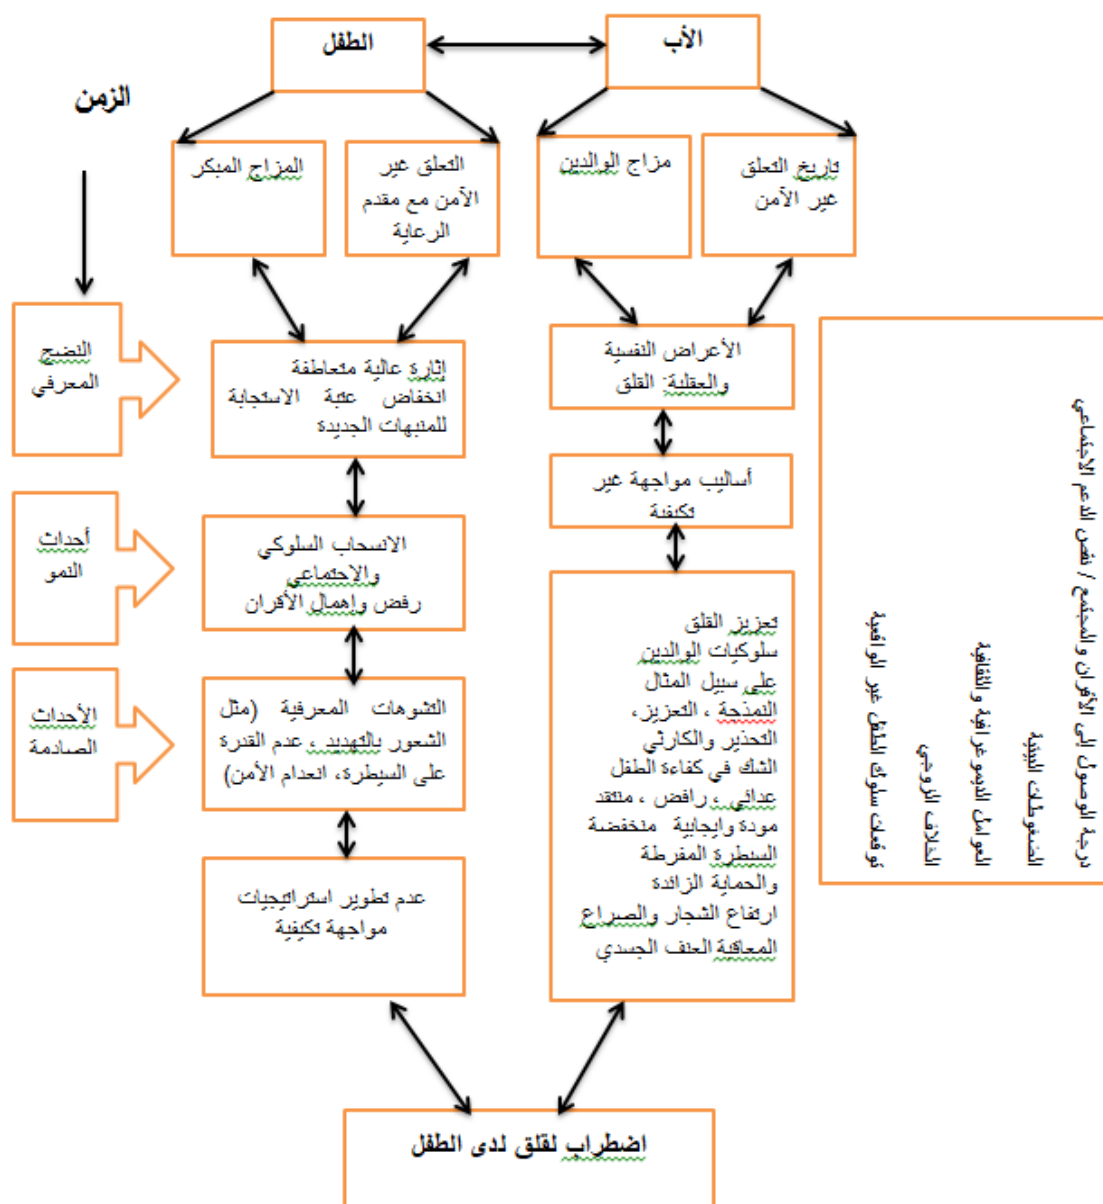 الأب
الطفل
الزمن
تاريخ التعلق
غير الآمن
مزاج الوالدين
التعلق غير
الآمن مع مقدم
الرعاية
المزاج المبكر
الأعراض النفسية
والعقلية: القلق
أساليب مواجهة غير
تكيفية
تعزيز القلق
سلوكيات الوالدين
على سبيل المثال
النمذجة ، التعزيز،
التحذير والكارثي
الشك في كفاءة الطفل
عدائي ، رافض ، منتقد
مودة وايجابية منخفضة
السيطرة المفرطة
والحماية الزائدة
ارتفاع الشجار والصراع
المعاقبة العنف الجسدي
إثارة عالية متعاطفة
انخفاض عتبة الاستجابة
للمنبهات الجديدة
الانسحاب السلوكي
والاجتماعي
رفض وإهمال الأقران
التشوهات المعرفية (مثل
الشعور بالتهديد ، عدم القدرة
على السيطرة، انعدام الأمن)
عدم تطوير استراتيجيات
مواجهة تكيفية
النضج
المعرفي
أحداث
النمو
الأحداث
الصادمة
درجة الوصول إلى الأقران والمجتمع / نقص الدعم الاجتماعي
الضغوطات البيئية
العوامل الديموغرافية والثقافية
الخلاف الزوجي
توقعات سلوك الطفل غير الواقعية
اضطراب لقلق لدى الطفل